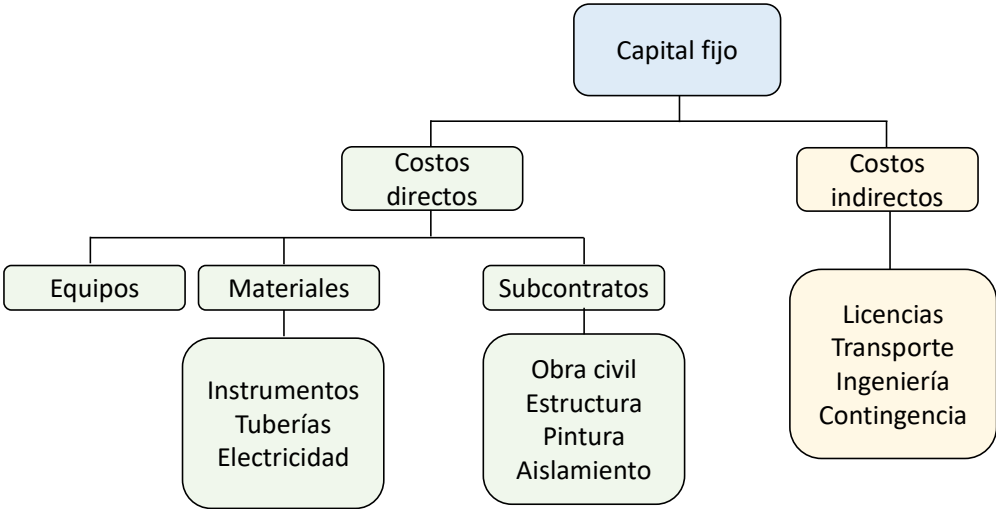 Capital fijo
Costos
directos
Costos
indirectos
Equipos
Materiales
Subcontratos
Instrumentos
Tuberías
Electricidad
Obra civil
Estructura
Pintura
Aislamiento
Licencias
Transporte
Ingeniería
Contingencia